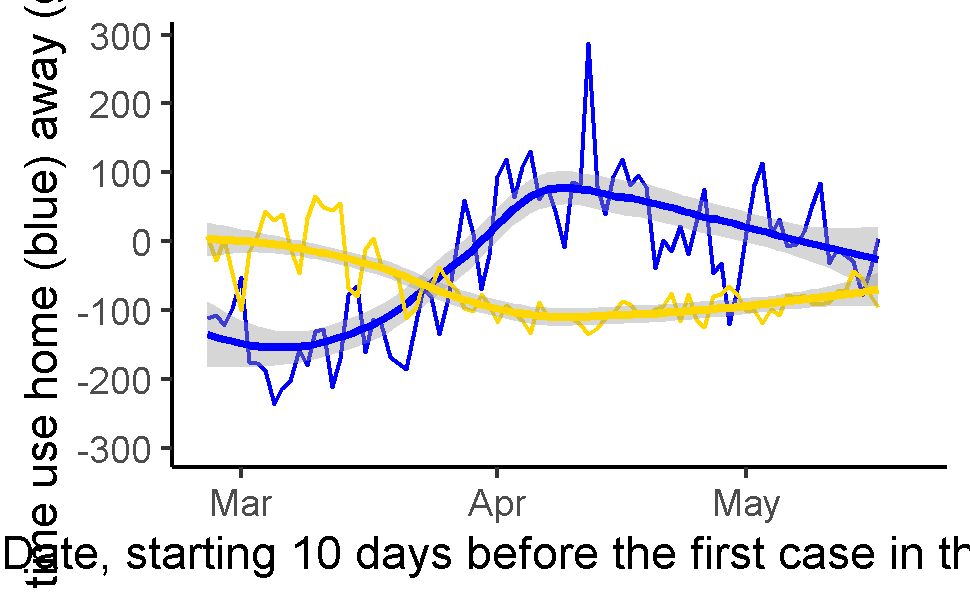 time use home (blue) away (
300
200
100
0
-100
-200
-300
Mar Apr May
Date, starting 10 days before the first case in